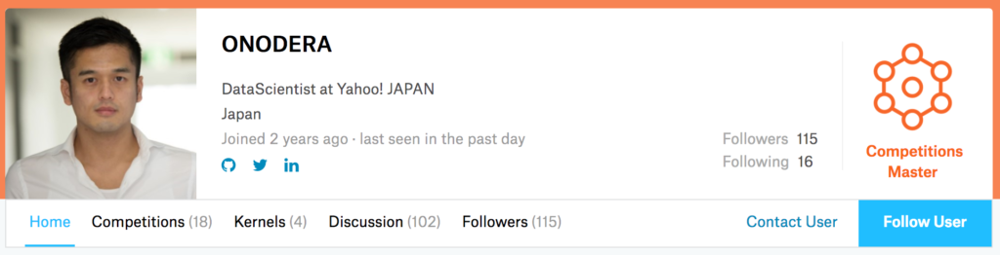 ONODERA
DataScientist at Yahoo! JAPAN
Japan
Joined 2 years ago · last seen in the past day
Followers 115
Following 16
Competitions
Master
Home Competitions (18) Kernels (4) Discussion (102) Followers (115) Contact User Follow User